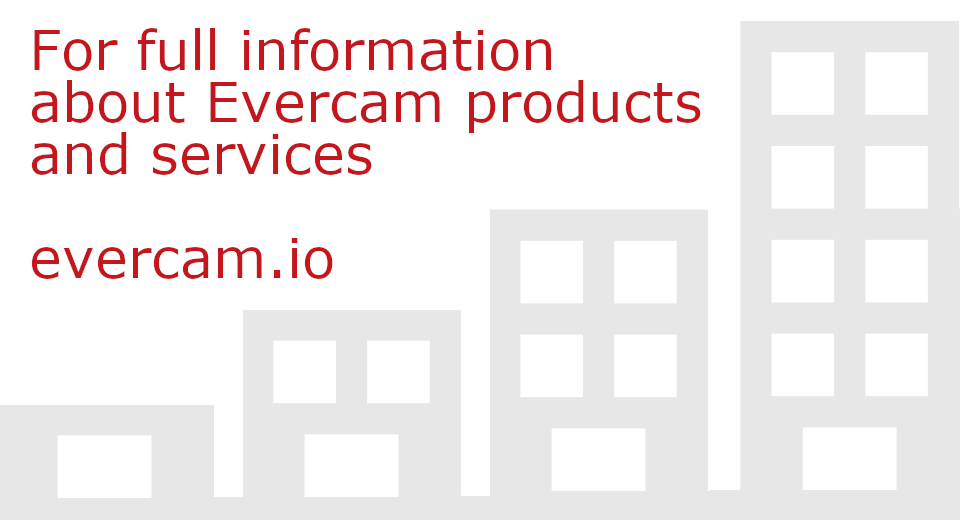 For full information
about Evercam products
and services
evercam.io